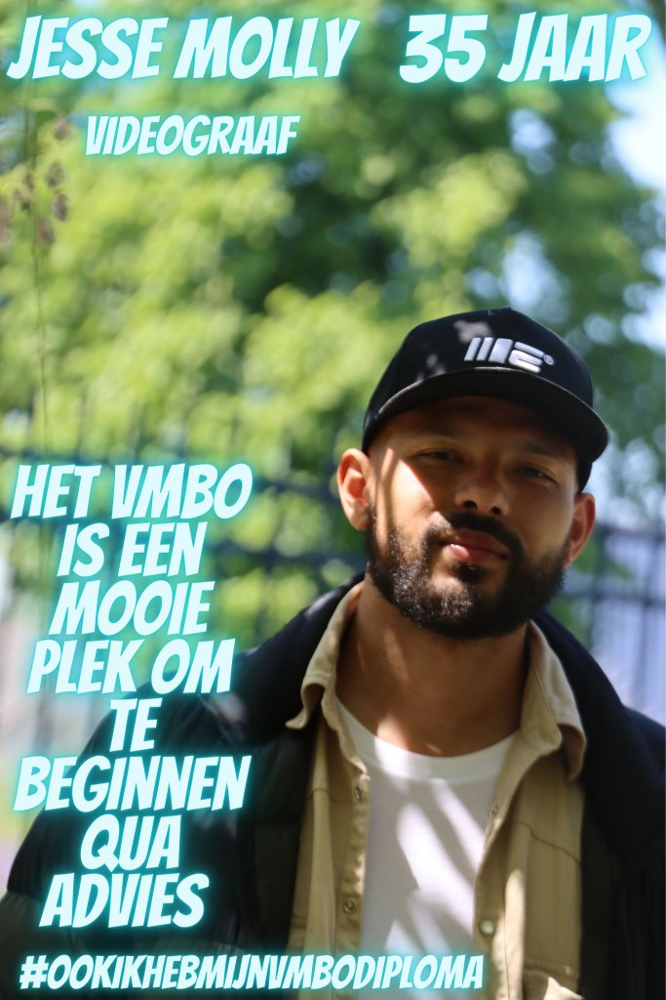 JESSE MOLLY 35 JAAR
VIDEOGRAAF
HET VMBO
IS EEN
MOOIE
PLEK OM
TE
BEGINNEN
QUA
ADVIES
#OOKIKHEBMIJNVMBODIPLOMA